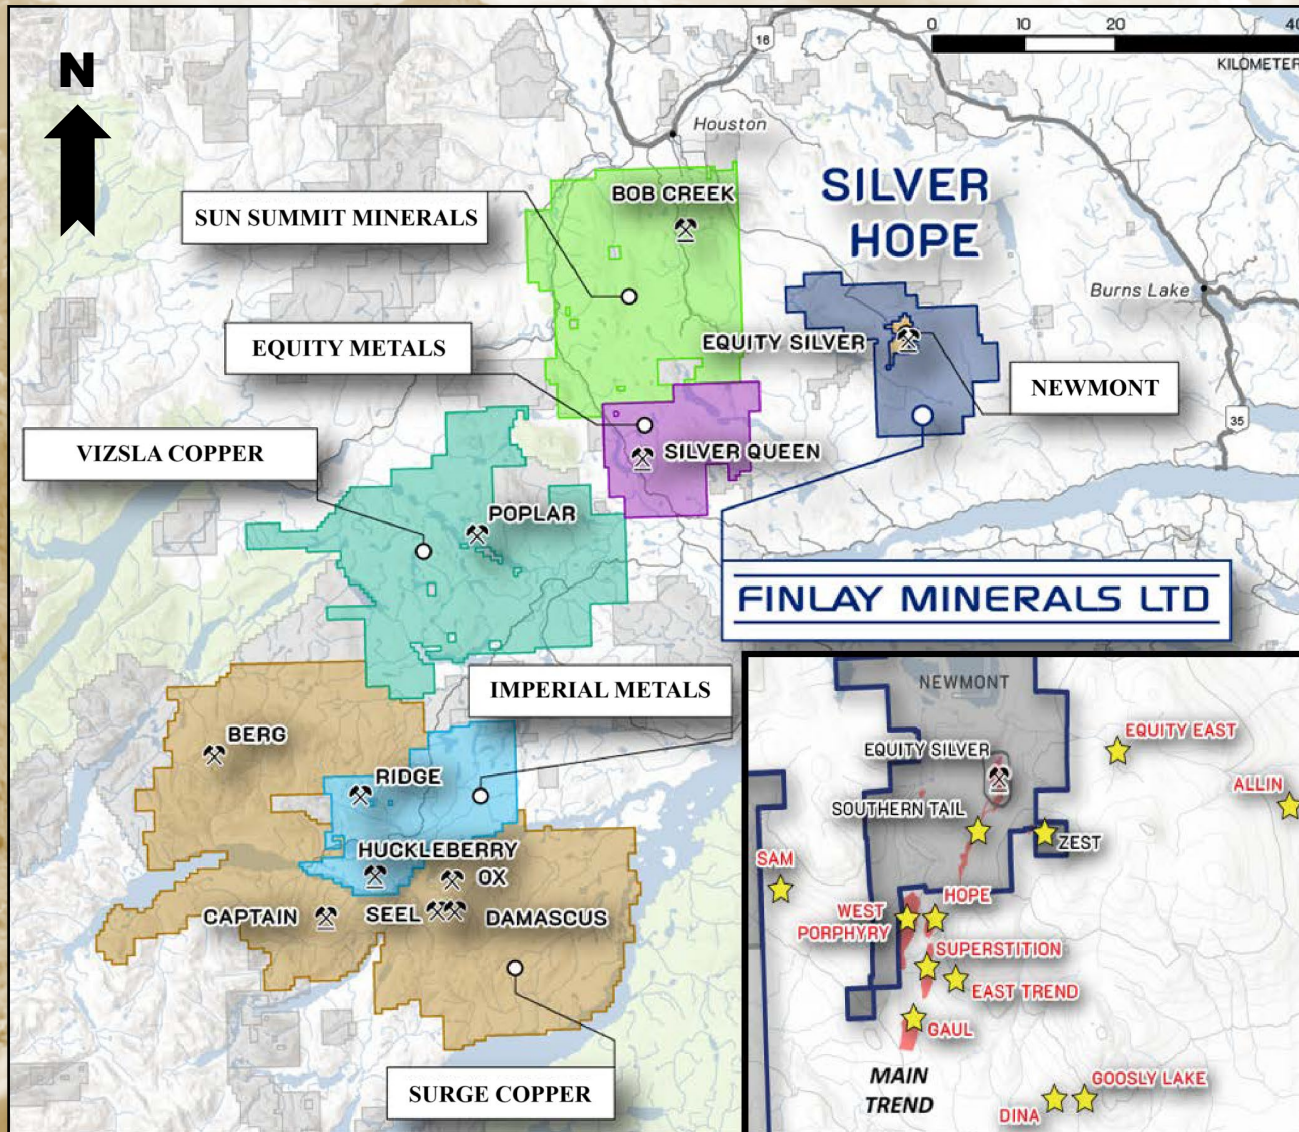 N
0 10 20 40
KILOMETER
16
Houston
SUN SUMMIT MINERALS
BOB CREEK
SILVER
HOPE
Burns Lake
EQUITY METALS
EQUITY SILVER
NEWMONT
35
VIZSLA COPPER
SILVER QUEEN
POPLAR
FINLAY MINERALS LTD
IMPERIAL METALS
BERG
RIDGE
HUCKLEBERRY
OX
CAPTAIN
SEEL
DAMASCUS
SURGE COPPER
NEWMONT
EQUITY EAST
EQUITY SILVER
ALLIN
SOUTHERN TAIL
ZEST
SAM
HOPE
WEST
PORPHYRY
SUPERSTITION
EAST TREND
GAUL
MAIN
TREND
GOOSLY LAKE
DINA